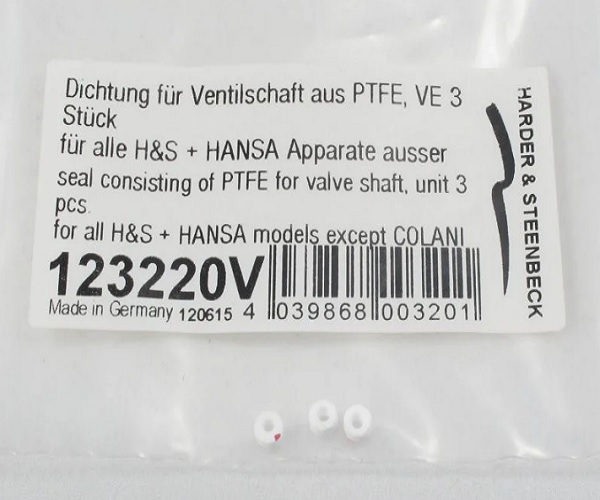 Dichtung für Ventilschaft aus PTFE, VE 3
Stück
für alle H&S + HANSA Apparate ausser
seal consisting of PTFE for valve shaft, unit 3
pcs.
for all H&S + HANSA models except COLANI
123220V
Made in Germany 120615 4 039868 003201
HARDER & STEENBECK